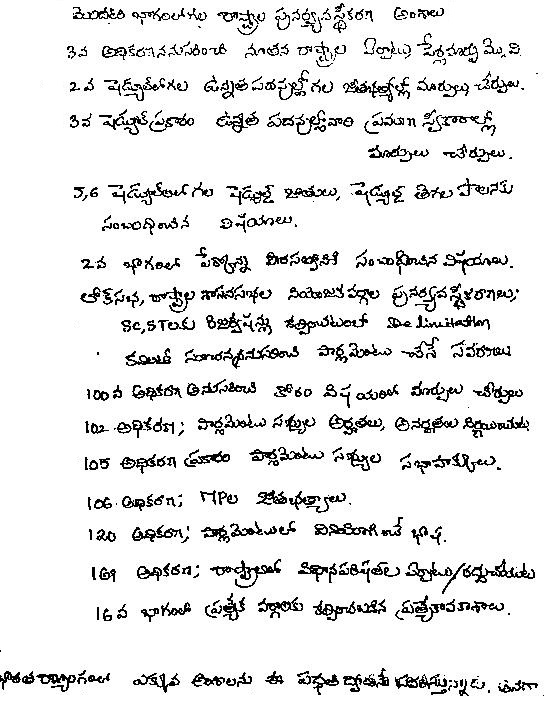 మొదటి భాగంలోగల రాష్ట్రాల పునర్వ్యవస్థీకరణ అంశాలు
3వ అధికరణననుసరించి నూతన రాష్ట్రాల ఏర్పాటు, పేర్లమార్పు మొ.వి
2వ షెడ్యూల్‌లోగల ఉన్నత పదవుల్లోగల జీతభత్యాల్లో మార్పులు, చేర్పులు.
3వ షెడ్యూల్ ప్రకారం ఉన్నత పదవుల్లోవారి ప్రమాణ స్వీకారాల్లో
మార్పులు చేర్పులు.
5,6 షెడ్యూల్‌లలోగల షెడ్యూల్డ్ జాతులు, షెడ్యూల్డ్ తెగల పాలనకు
సంబంధించిన విషయాలు.
2వ భాగంలో పేర్కొన్న పౌరసత్వానికి సంబంధించిన విషయాలు.
లోక్‌సభ, రాష్ట్రాల శాసనసభల నియోజకవర్గాల పునర్వ్యవస్థీకరణలు;
SC,STలకు రిజర్వేషన్లు కల్పించటంలో Delimitation
కమిటీ సూచనలననుసరించి పార్లమెంటు చేసే సవరణలు
100వ అధికరణ అనుసరించి కోరం విషయంలో మార్పులు చేర్పులు
102 అధికరణ; పార్లమెంటు సభ్యుల అర్హతలు, అనర్హతలు నిర్ణయించుట
105 అధికరణ ప్రకారం పార్లమెంటు సభ్యుల సభాహక్కులు.
106. అధికరణ; MPల జీతభత్యాలు.
120 అధికరణ; పార్లమెంటులో వినియోగించే భాష.
169 అధికరణ; రాష్ట్రాలలో విధానపరిషత్‌ల ఏర్పాటు/రద్దుచేయుట
16వ భాగంలో ప్రత్యేక వర్గాలకు కల్పించబడిన ప్రత్యేకావకాశాలు.
భారత రాజ్యాంగంలో ఎక్కువ అంశాలను ఈ పద్ధతి ద్వారానే సవరిస్తున్నారు.